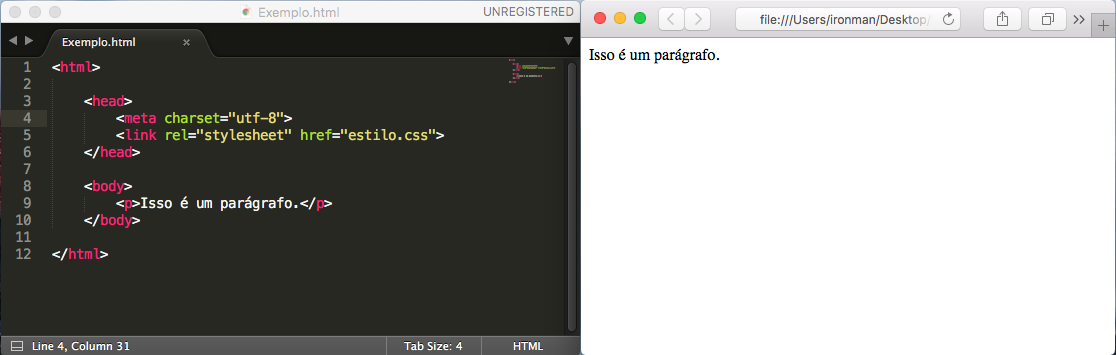 Exemplo.html
UNREGISTERED
Exemplo.html
1 <html>
2
3 <head>
4 <meta charset="utf-8">
5 <link rel="stylesheet" href="estilo.css">
6 </head>
7
8 <body>
9 <p>Isso é um parágrafo.</p>
10 </body>
11
12 </html>
Line 4, Column 31
Tab Size: 4
HTML
file:///Users/ironman/Desktop/
Isso é um parágrafo.